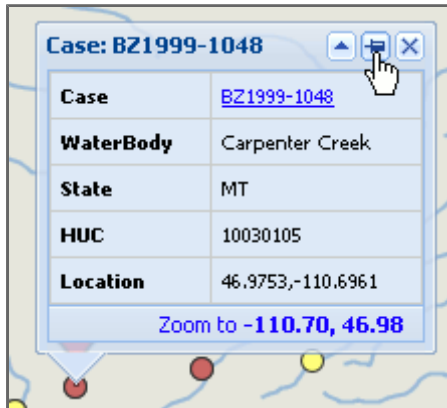 Case: BZ1999-1048
Case BZ1999-1048
WaterBody Carpenter Creek
State MT
HUC 10030105
Location 46.9753,-110.6961
Zoom to -110.70, 46.98